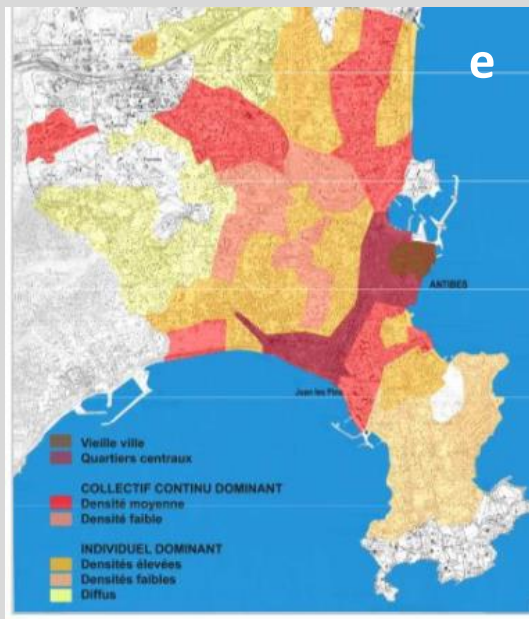 e
ANTIBES
Juan les Pins
Vieille ville
Quartiers centraux
COLLECTIF CONTINU DOMINANT
Densité moyenne
Densité faible
INDIVIDUEL DOMINANT
Densités élevées
Densités faibles
Diffus